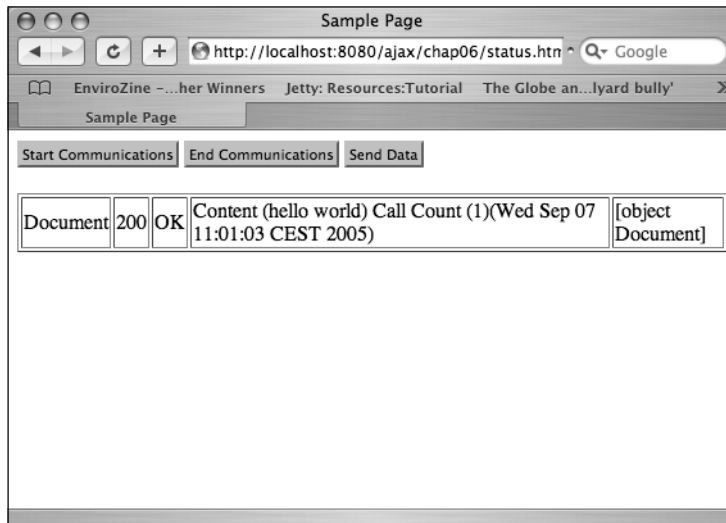 Sample Page
http://localhost:8080/ajax/chap06/status.htm
Google
EnviroZine -...her Winners Jetty: Resources:Tutorial The Globe an...lyard bully'
Sample Page
Start Communications End Communications Send Data
Document 200 OK Content (hello world) Call Count (1)(Wed Sep 07 11:01:03 CEST 2005) [object Document]